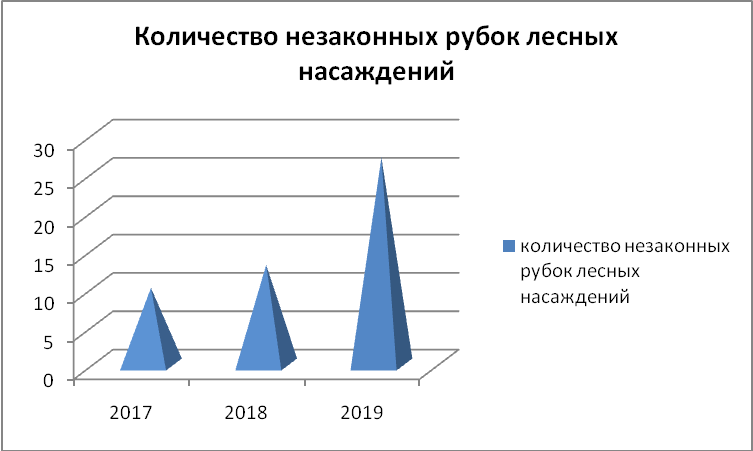 Количество незаконных рубок лесных
насаждений
30
25
20
15
10
5
0
2017 2018 2019
количество незаконных
рубок лесных
насаждений